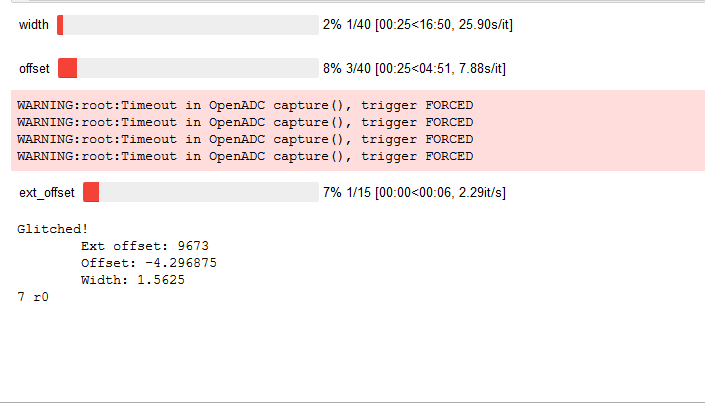 width 2% 1/40 [00:25<16:50, 25.90s/it]
offset 8% 3/40 [00:25<04:51, 7.88s/it]
WARNING:root:Timeout in OpenADC capture(), trigger FORCED
WARNING:root:Timeout in OpenADC capture(), trigger FORCED
WARNING:root:Timeout in OpenADC capture(), trigger FORCED
WARNING:root:Timeout in OpenADC capture(), trigger FORCED
ext_offset 7% 1/15 [00:00<00:06, 2.29it/s]
Glitched!
Ext offset: 9673
Offset: -4.296875
Width: 1.5625
7 r0